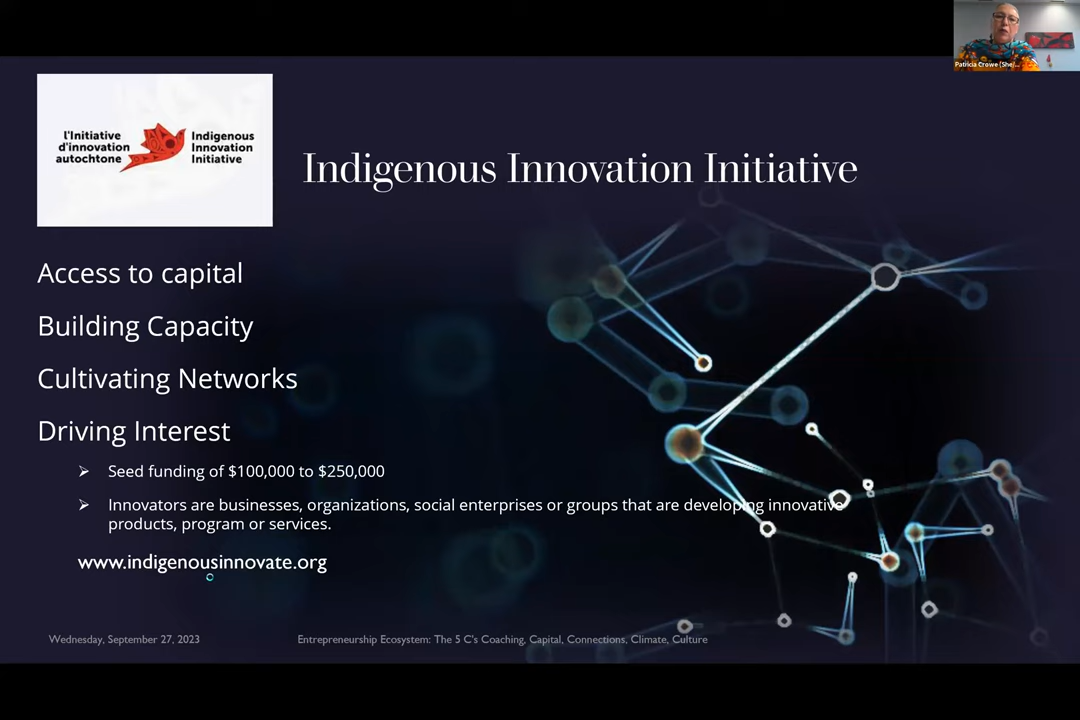 Patricia Crowe (She/...
l'Initiative
d'innovation
autochtone
Indigenous
Innovation
Initiative
Indigenous Innovation Initiative
Access to capital
Building Capacity
Cultivating Networks
Driving Interest
Seed funding of $100,000 to $250,000
Innovators are businesses, organizations, social enterprises or groups that are developing innovative
products, program or services.
www.indigenousinnovate.org
Wednesday, September 27, 2023
Entrepreneurship Ecosystem: The 5 C's Coaching, Capital, Connections, Climate, Culture